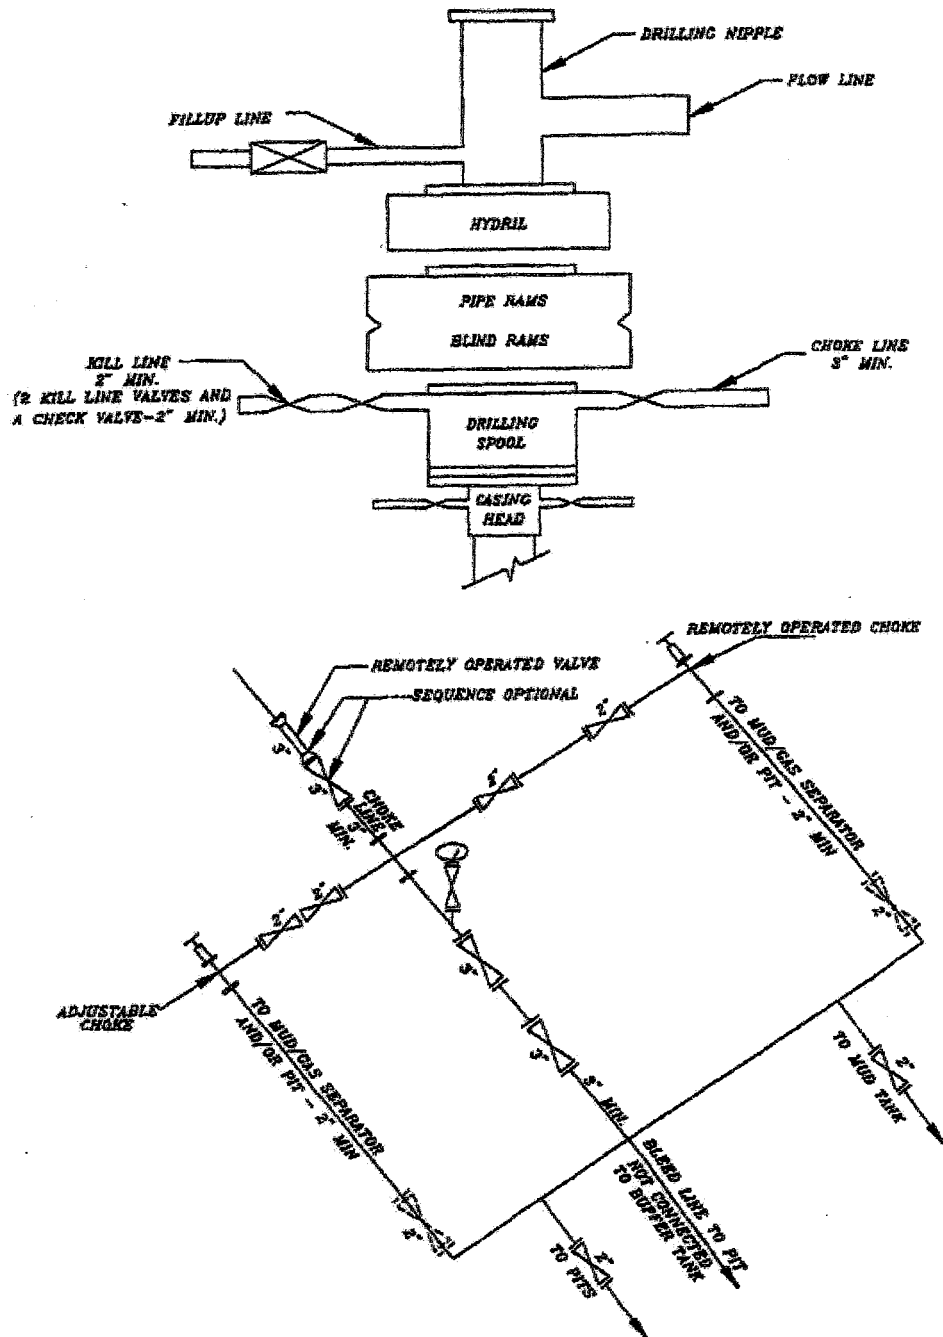 DRILLING NIPPLE
FLOW LINE
FILLUP LINE
HYDRIL
PIPE RAMS
BLIND RAMS
KILL LINE
2" MIN.
(2 KILL LINE VALVES AND
A CHECK VALVE-2" MIN.)
CHOKE LINE
3" MIN.
DRILLING
SPOOL
CASING
HEAD
REMOTELY OPERATED CHOKE
REMOTELY OPERATED VALVE
SEQUENCE OPTIONAL
3"
3"
3"
MIN.
CHOKE
LINE
2"
2"
2"
2"
TO MUD/GAS SEPARATOR
AND/OR PIT - 2" MIN
2"
3"
3"
3" MIN.
ADJUSTABLE
CHOKE
TO MUD/GAS SEPARATOR
AND/OR PIT - 2" MIN
2"
2"
TO MUD TANK
BLEED LINE TO PIT
NOT CONNECTED
TO BUFFER TANK
2"
TO PITS